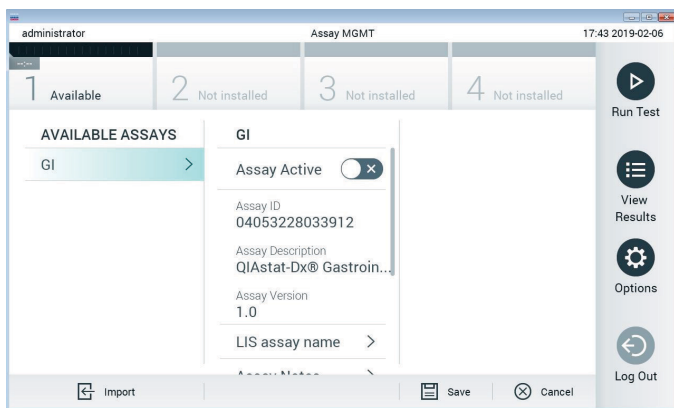 administrator
Assay MGMT
17:43 2019-02-06
--:--
1 Available
2 Not installed
3 Not installed
4 Not installed
Run Test
View
Results
Options
Log Out
AVAILABLE ASSAYS
GI
GI
Assay Active
Assay ID
04053228033912
Assay Description
QIAstat-Dx® Gastroin...
Assay Version
1.0
LIS assay name
Assay Notes
Import
Save
Cancel